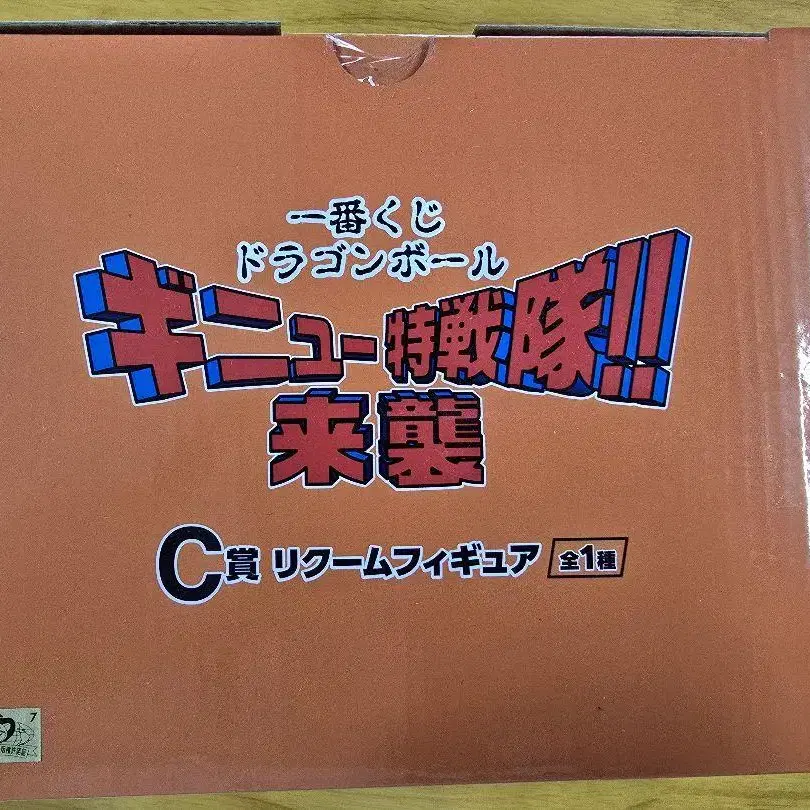 一番くじ
ドラゴンボール
ギニュー特戦隊!!
来襲
C賞 リクームフィギュア 全1種
7